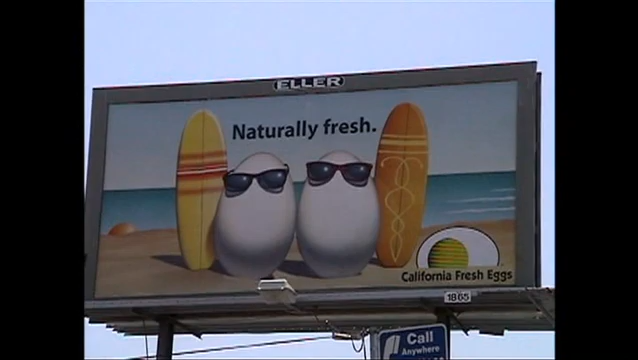 ELLER
Naturally fresh.
California Fresh Eggs
1865
Call
Anywhere